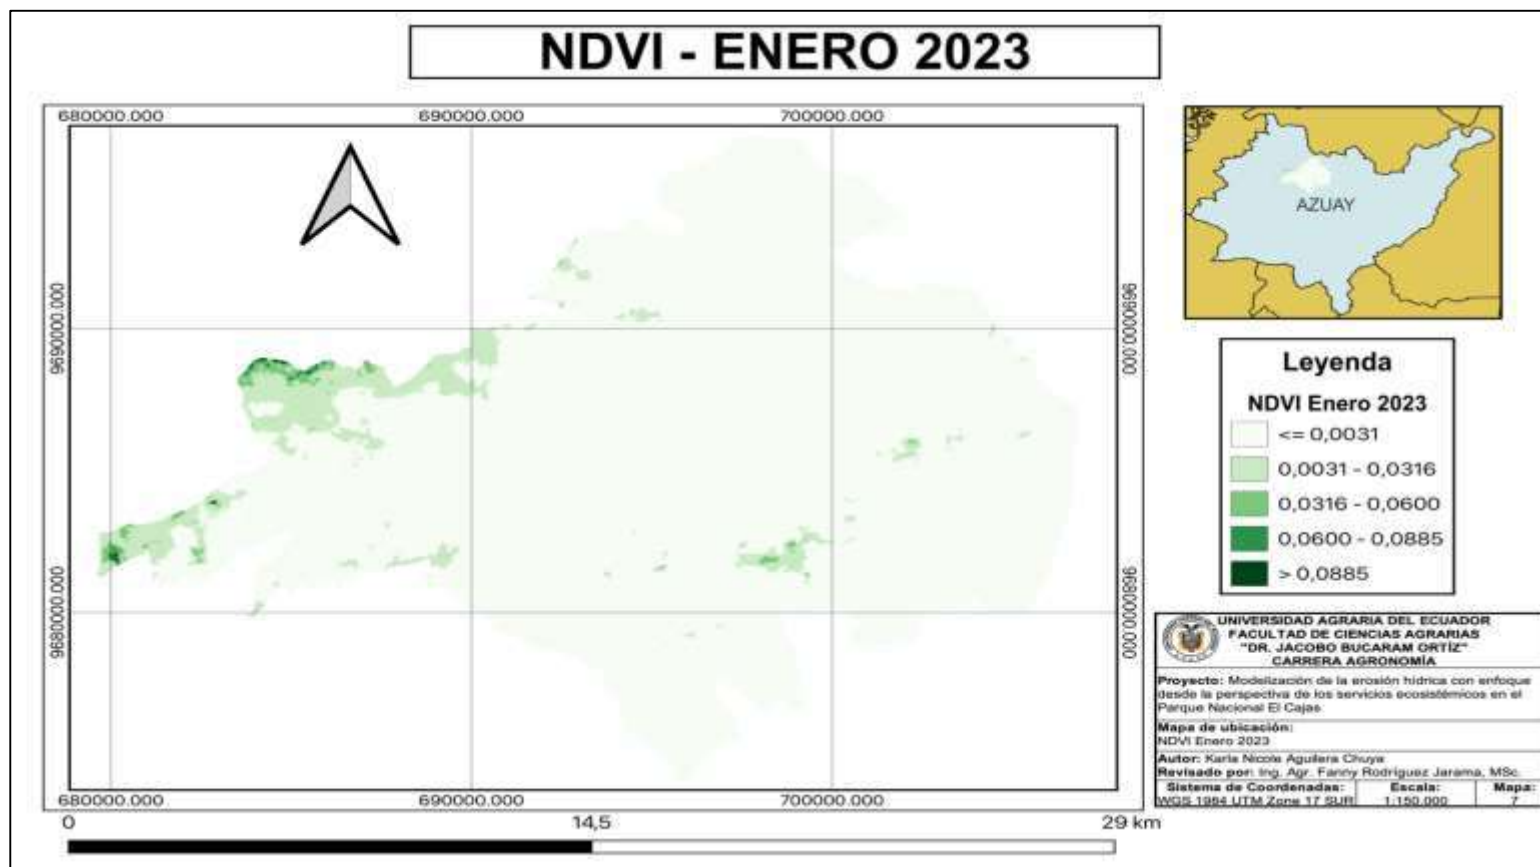 NDVI - ENERO 2023
680000.000 690000.000 700000.000
9690000.000
9690000.000
9680000.000
9680000.000
680000.000 690000.000 700000.000
0 14,5 29 km
AZUAY
Leyenda
NDVI Enero 2023
<= 0,0031
0,0031 - 0,0316
0,0316 - 0,0600
0,0600 - 0,0885
> 0,0885
UNIVERSIDAD AGRARIA DEL ECUADOR
FACULTAD DE CIENCIAS AGRARIAS
"DR. JACOBO BUCARAM ORTÍZ"
CARRERA AGRONOMÍA
Proyecto: Modelización de la erosión hídrica con enfoque
desde la perspectiva de los servicios ecosistémicos en el
Parque Nacional El Cajas
Mapa de ubicación:
NDVI Enero 2023
Autor: Karla Nicole Aguilera Chuya
Revisado por: Ing. Agr. Fanny Rodríguez Jarama, MSc.
Sistema de Coordenadas: Escala: Mapa:
WGS 1984 UTM Zone 17 SUR 1:150.000 7